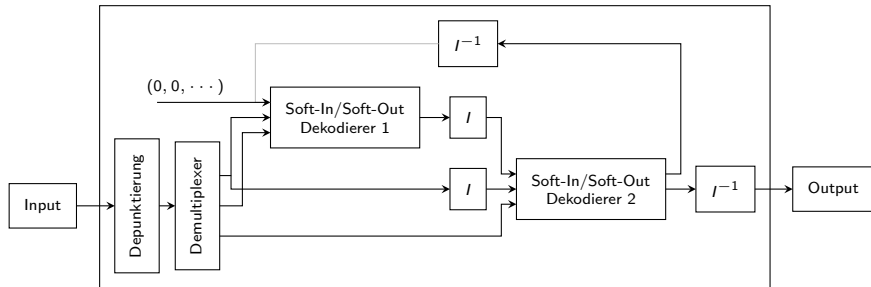 I⁻¹
(0, 0, ⋯)
Soft-In/Soft-Out
Dekodierer 1
I
Depunktierung
Demultiplexer
Input
I
Soft-In/Soft-Out
Dekodierer 2
I⁻¹
Output